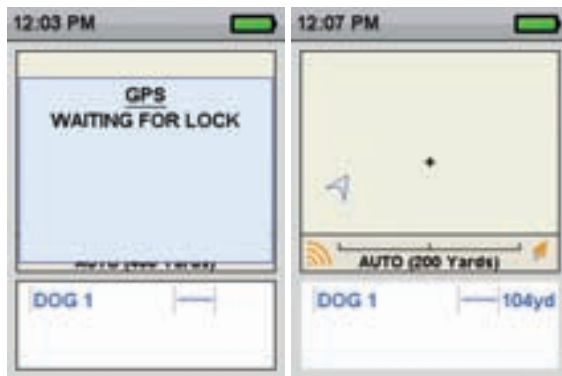 12:03 PM
GPS
WAITING FOR LOCK
DOG 1
12:07 PM
AUTO (200 Yards)
DOG 1
104yd